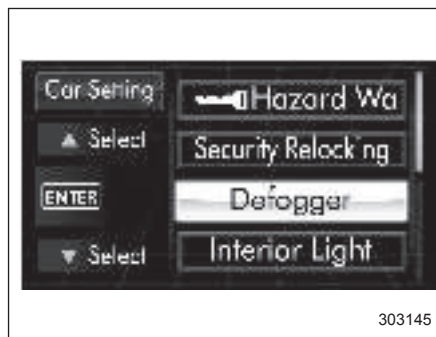 Car Setting
▲ Select
ENTER
▼ Select
Hazard Wa
Security Relocking
Defogger
Interior Light
303145